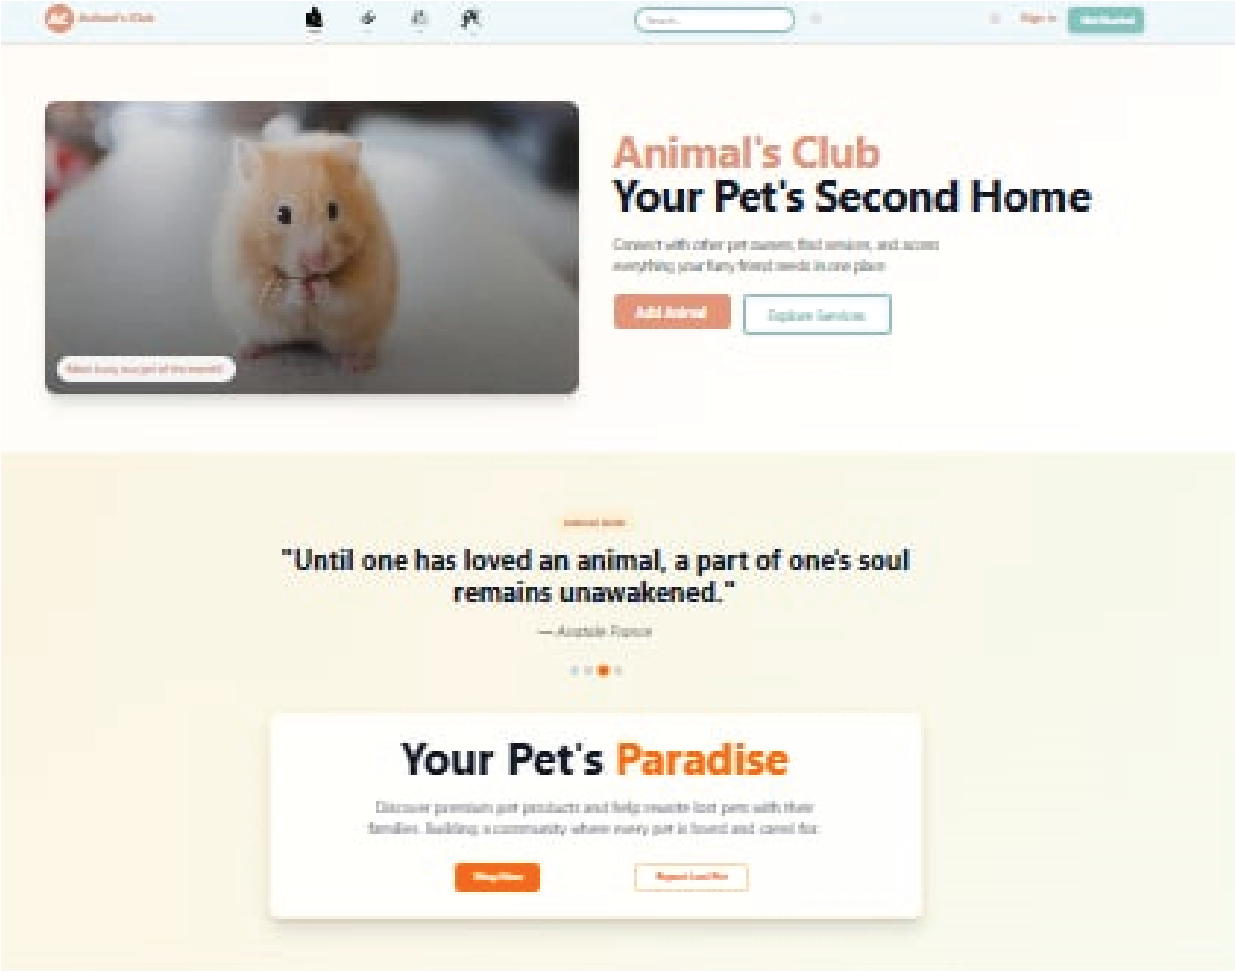 AC Animal's Club
Search...
Sign In
Get Started
Animal's Club
Your Pet's Second Home
Connect with other pet owners, find services, and access
everything your furry friend needs in one place
Add Animal
Explore Services
"Until one has loved an animal, a part of one's soul
remains unawakened."
— Anatole France
Your Pet's Paradise
Discover premium pet products and help reunite lost pets with their
families. Building a community where every pet is loved and cared for.
Shop Now
Report Lost Pet